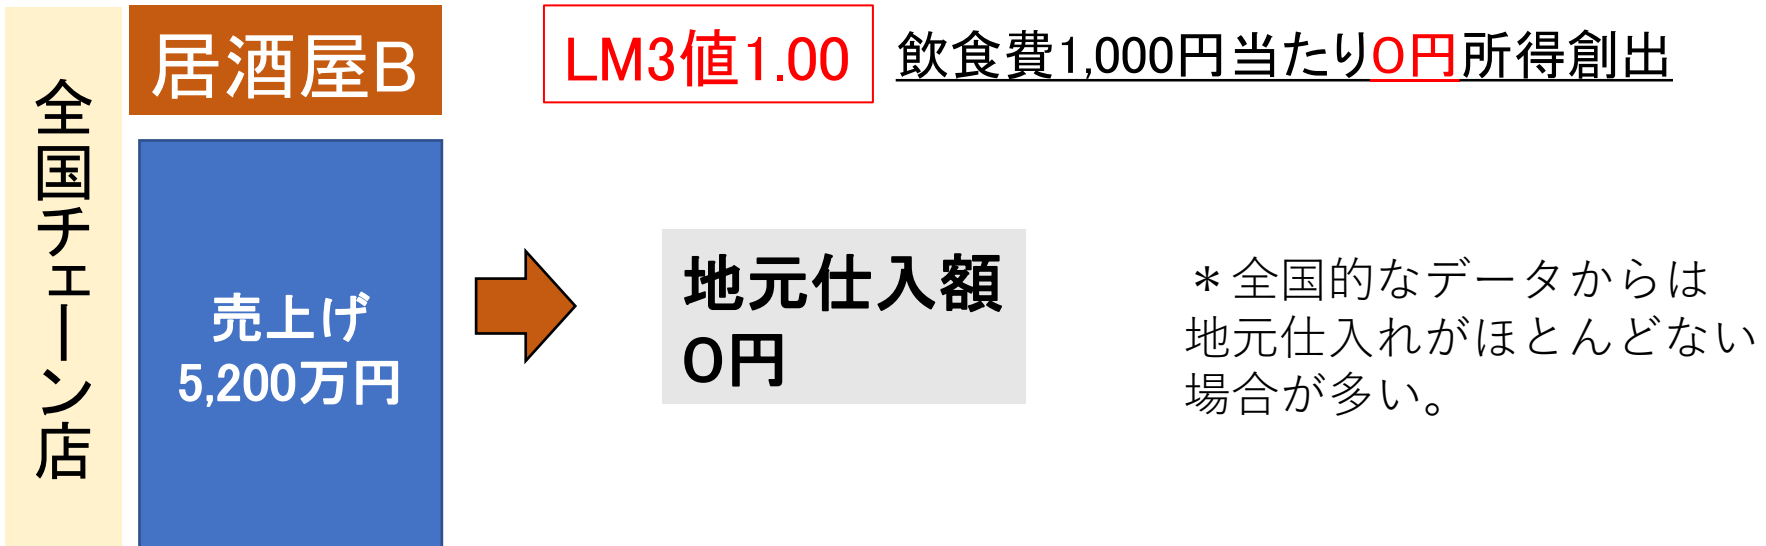 全国チェーン店
居酒屋B
LM3値1.00
飲食費1,000円当たり0円所得創出
売上げ
5,200万円
地元仕入額
0円
＊全国的なデータからは
地元仕入れがほとんどない
場合が多い。